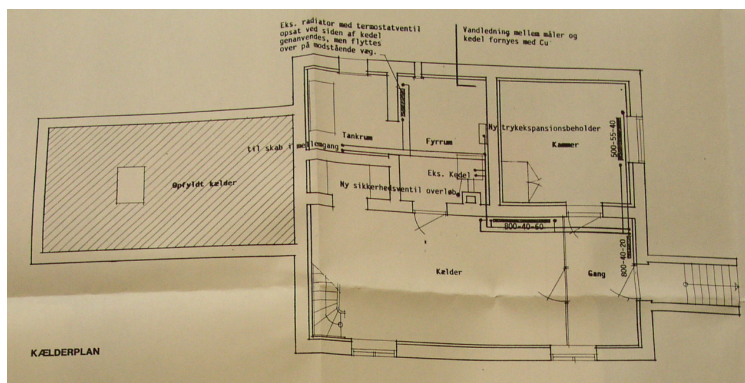 Eks. radiator med termostatventil
opsat ved siden af kedel
genanvendes, men flyttes
over på modstående væg.
Vandledning mellem måler og
kedel fornyes med Cu
Tankrum
Fyrrum
Ny trykekspansionsbeholder
Kammer
500-55-40
til skab i mellemgang
Opfyldt kælder
Eks. Kedel
Ny sikkerhedsventil overløb
800-40-60
800-40-20
Kælder
Gang
KÆLDERPLAN